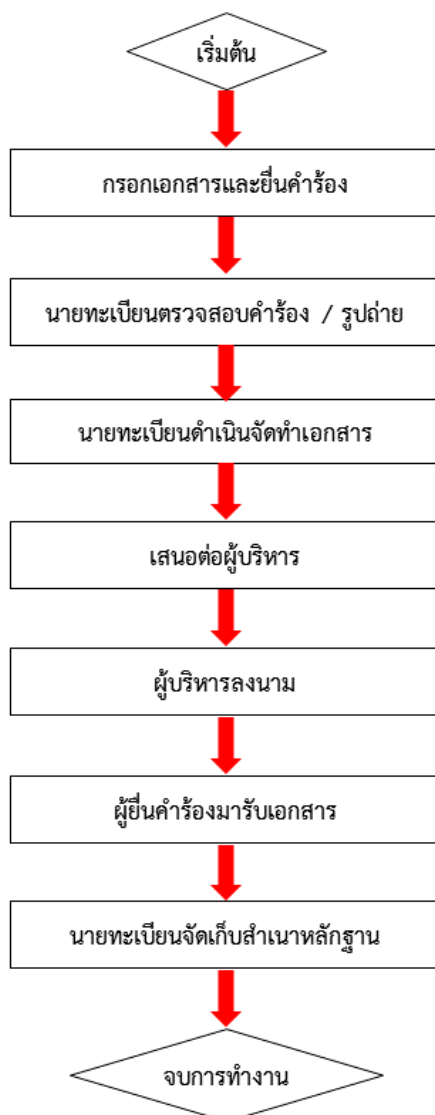 เริ่มต้น
กรอกเอกสารและยื่นคำร้อง
นายทะเบียนตรวจสอบคำร้อง / รูปถ่าย
นายทะเบียนดำเนินจัดทำเอกสาร
เสนอต่อผู้บริหาร
ผู้บริหารลงนาม
ผู้ยื่นคำร้องมารับเอกสาร
นายทะเบียนจัดเก็บสำเนาหลักฐาน
จบการทำงาน